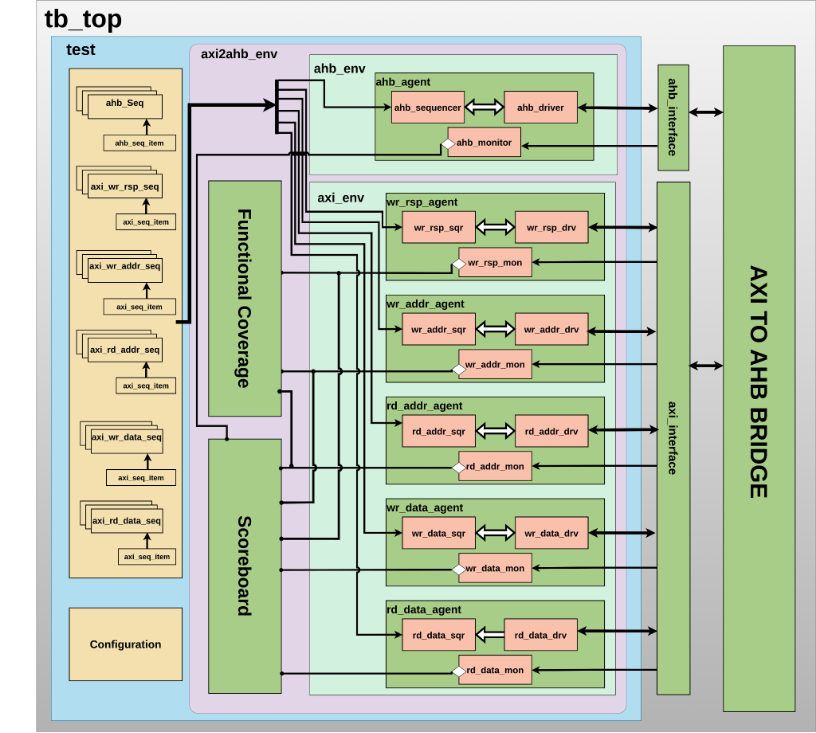 tb_top
test
axi2ahb_env
ahb_env
ahb_agent
ahb_sequencer
ahb_driver
ahb_monitor
ahb_interface
ahb_Seq
ahb_seq_item
axi_wr_rsp_seq
axi_seq_item
axi_wr_addr_seq
axi_seq_item
axi_rd_addr_seq
axi_seq_item
axi_wr_data_seq
axi_seq_item
axi_rd_data_seq
axi_seq_item
Configuration
Functional Coverage
Scoreboard
axi_env
wr_rsp_agent
wr_rsp_sqr
wr_rsp_drv
wr_rsp_mon
wr_addr_agent
wr_addr_sqr
wr_addr_drv
wr_addr_mon
rd_addr_agent
rd_addr_sqr
rd_addr_drv
rd_addr_mon
wr_data_agent
wr_data_sqr
wr_data_drv
wr_data_mon
rd_data_agent
rd_data_sqr
rd_data_drv
rd_data_mon
axi_interface
AXI TO AHB BRIDGE